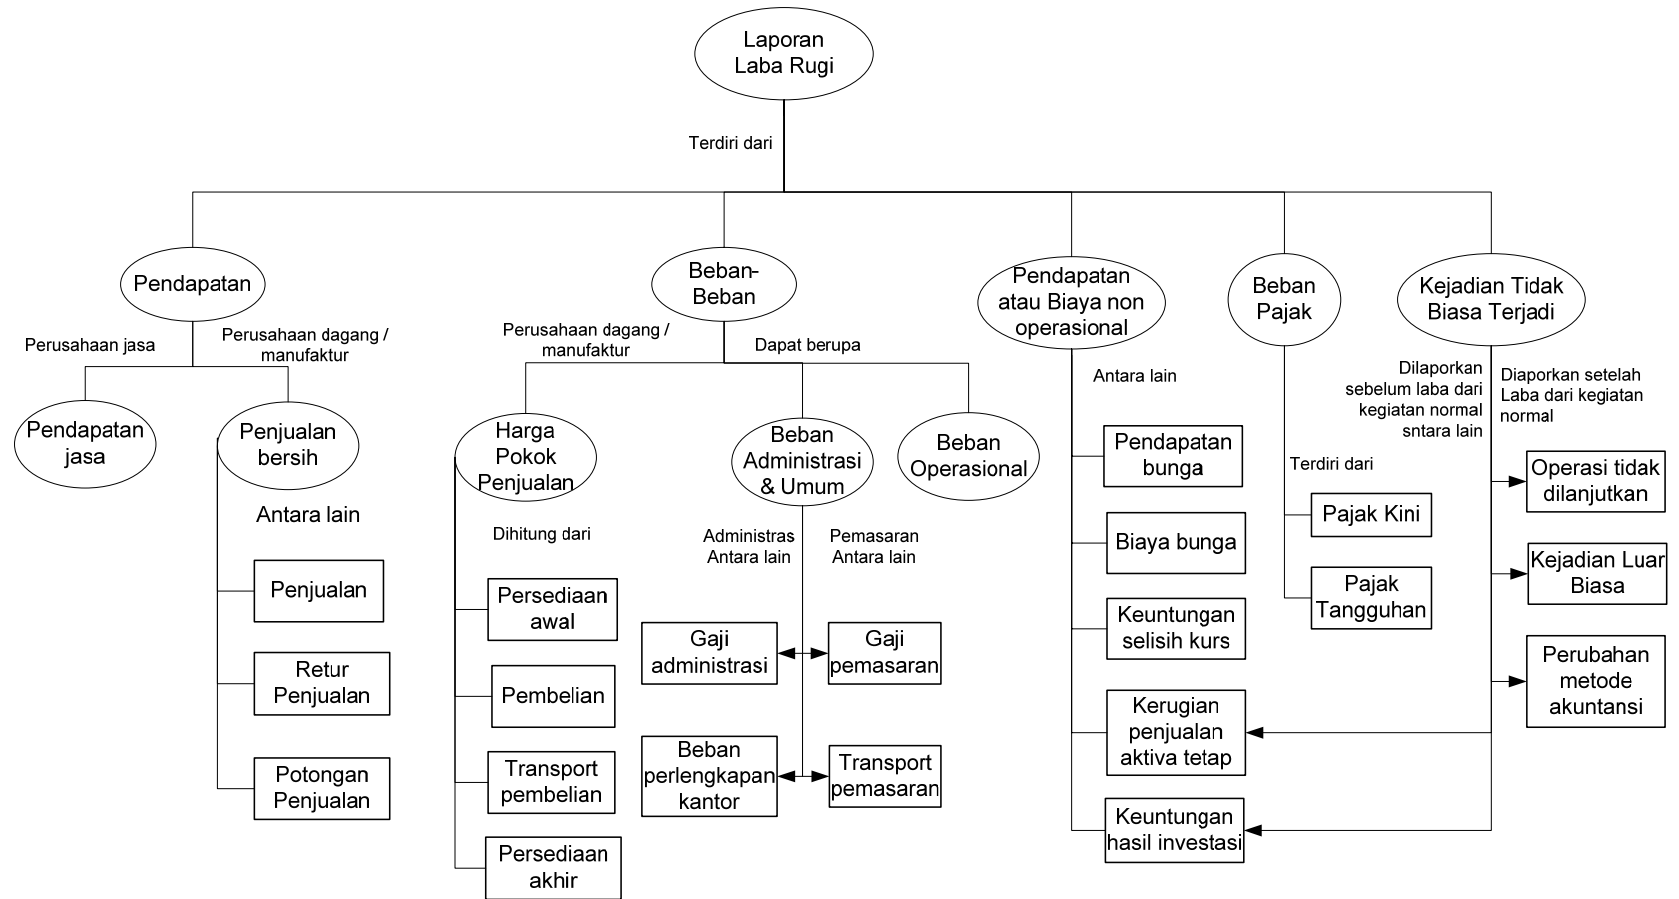 Laporan
Laba Rugi
Terdiri dari
Pendapatan
Beban-
Beban
Pendapatan
atau Biaya non
operasional
Beban
Pajak
Kejadian Tidak
Biasa Terjadi
Perusahaan jasa
Perusahaan dagang /
manufaktur
Perusahaan dagang /
manufaktur
Dapat berupa
Antara lain
Terdiri dari
Dilaporkan
sebelum laba dari
kegiatan normal
sntara lain
Diaporkan setelah
Laba dari kegiatan
normal
Pendapatan
jasa
Penjualan
bersih
Harga
Pokok
Penjualan
Beban
Administrasi
& Umum
Beban
Operasional
Antara lain
Penjualan
Retur
Penjualan
Potongan
Penjualan
Dihitung dari
Persediaan
awal
Pembelian
Transport
pembelian
Persediaan
akhir
Administras
Antara lain
Pemasaran
Antara lain
Gaji
administrasi
Gaji
pemasaran
Beban
perlengkapan
kantor
Transport
pemasaran
Pendapatan
bunga
Biaya bunga
Keuntungan
selisih kurs
Kerugian
penjualan
aktiva tetap
Keuntungan
hasil investasi
Pajak Kini
Pajak
Tangguhan
Operasi tidak
dilanjutkan
Kejadian Luar
Biasa
Perubahan
metode
akuntansi